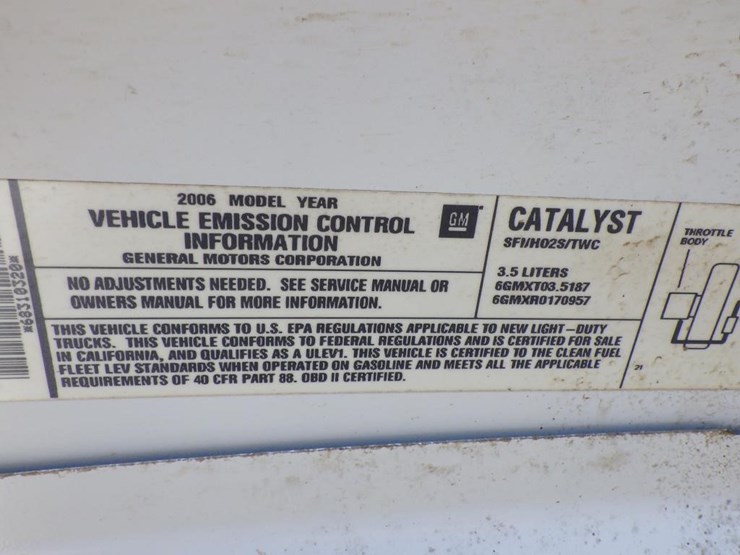 2006 MODEL YEAR
VEHICLE EMISSION CONTROL
INFORMATION
GENERAL MOTORS CORPORATION
GM
NO ADJUSTMENTS NEEDED. SEE SERVICE MANUAL OR
OWNERS MANUAL FOR MORE INFORMATION.
THIS VEHICLE CONFORMS TO U.S. EPA REGULATIONS APPLICABLE TO NEW LIGHT-DUTY
TRUCKS. THIS VEHICLE CONFORMS TO FEDERAL REGULATIONS AND IS CERTIFIED FOR SALE
IN CALIFORNIA, AND QUALIFIES AS A ULEV1. THIS VEHICLE IS CERTIFIED TO THE CLEAN FUEL
FLEET LEV STANDARDS WHEN OPERATED ON GASOLINE AND MEETS ALL THE APPLICABLE
REQUIREMENTS OF 40 CFR PART 88. OBD II CERTIFIED.
CATALYST
SFI/HO2S/TWC
3.5 LITERS
6GMXT03.5187
6GMXR0170957
21
THROTTLE
BODY